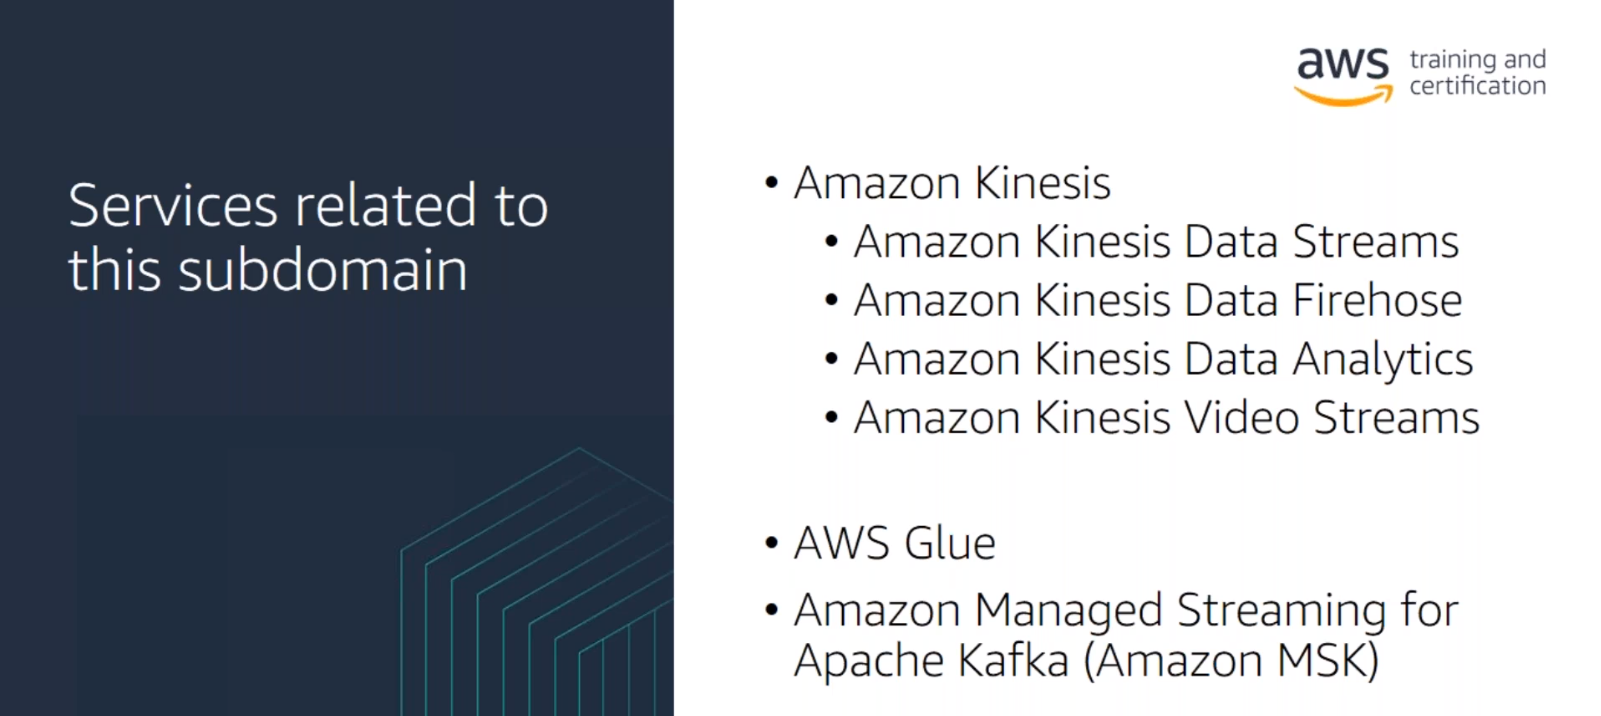 aws training and
certification
Services related to
this subdomain
• Amazon Kinesis
• Amazon Kinesis Data Streams
• Amazon Kinesis Data Firehose
• Amazon Kinesis Data Analytics
• Amazon Kinesis Video Streams
• AWS Glue
• Amazon Managed Streaming for
Apache Kafka (Amazon MSK)